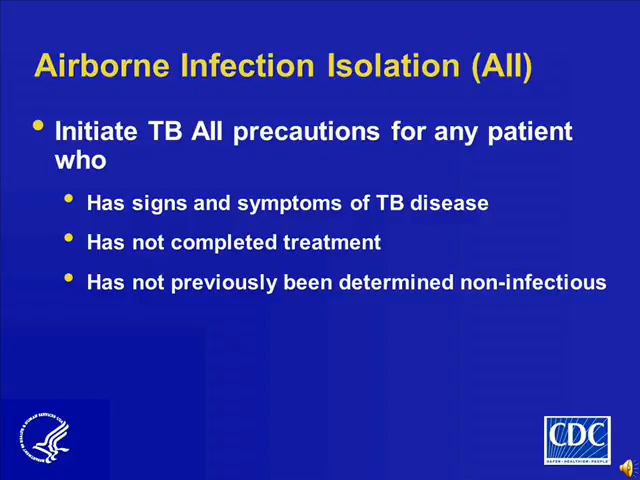 Airborne Infection Isolation (AII)
• Initiate TB AII precautions for any patient
who
• Has signs and symptoms of TB disease
• Has not completed treatment
• Has not previously been determined non-infectious
CDC
SAFER • HEALTHIER • PEOPLE